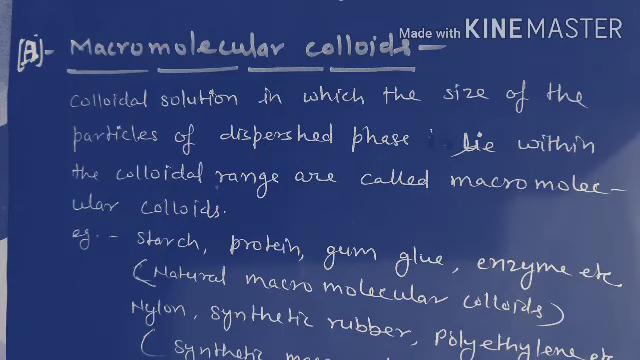 Made with KINEMASTER
[A]- Macromolecular colloids -
Colloidal solution in which the size of the
particles of dispershed phase lie within
the colloidal range are called macromolec-
ular colloids.
eg. - Starch, protein, gum glue, enzyme etc
(Natural macromolecular colloids)
Nylon, synthetic rubber, Polyethylene etc
(Synthetic